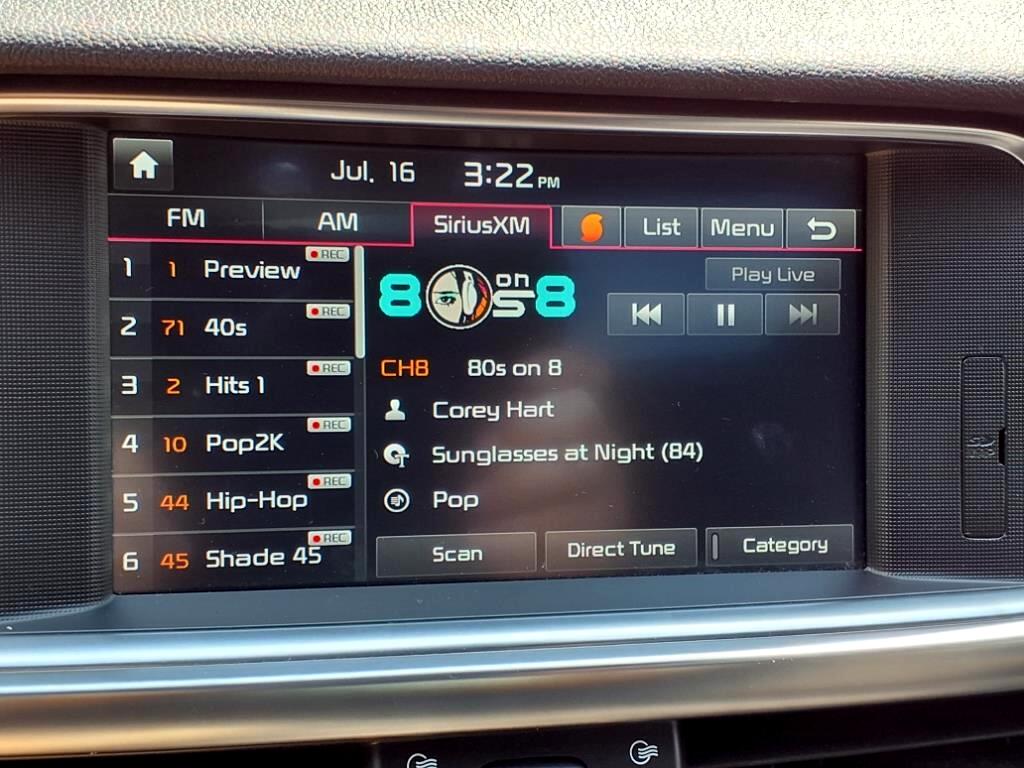 Jul. 16 3:22 PM
FM AM SiriusXM List Menu
1 1 Preview REC
2 71 40s REC
3 2 Hits 1 REC
4 10 Pop2K REC
5 44 Hip-Hop REC
6 45 Shade 45 REC
80s on 8
Play Live
CH8 80s on 8
Corey Hart
Sunglasses at Night (84)
Pop
Scan Direct Tune Category